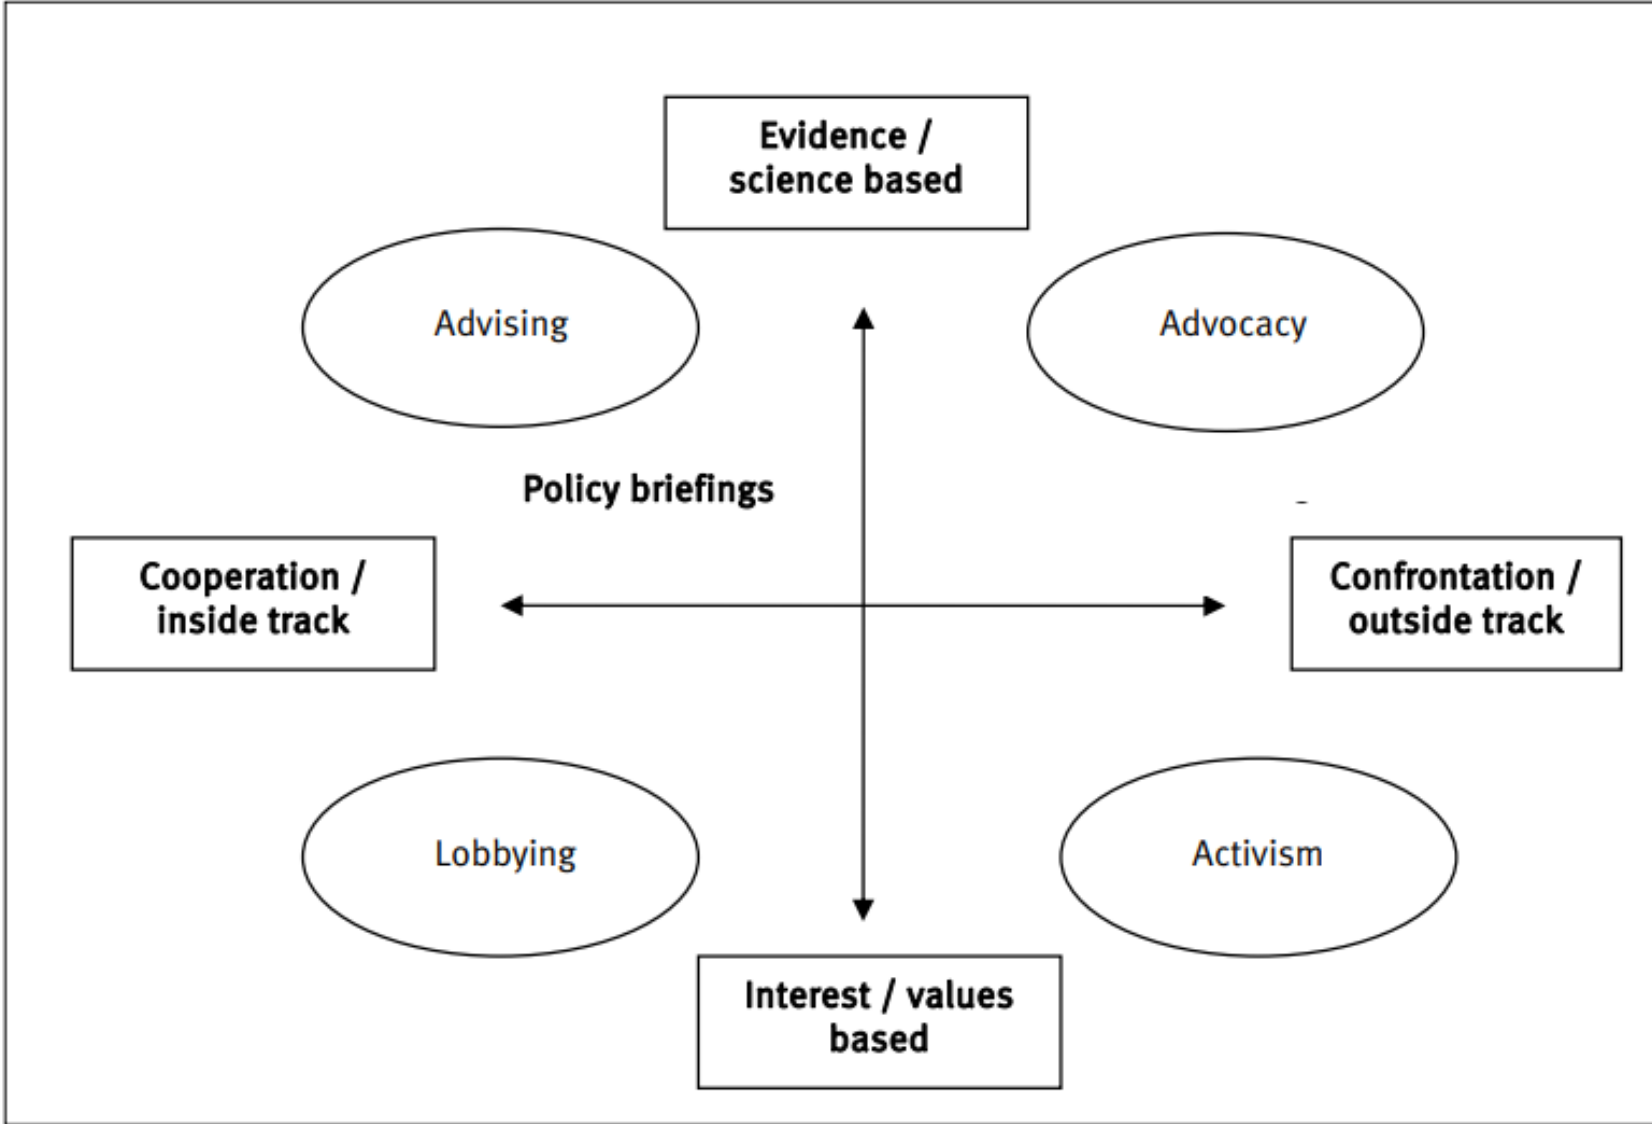 Evidence /
science based
Advising
Advocacy
Policy briefings
Cooperation /
inside track
Confrontation /
outside track
Lobbying
Activism
Interest / values
based